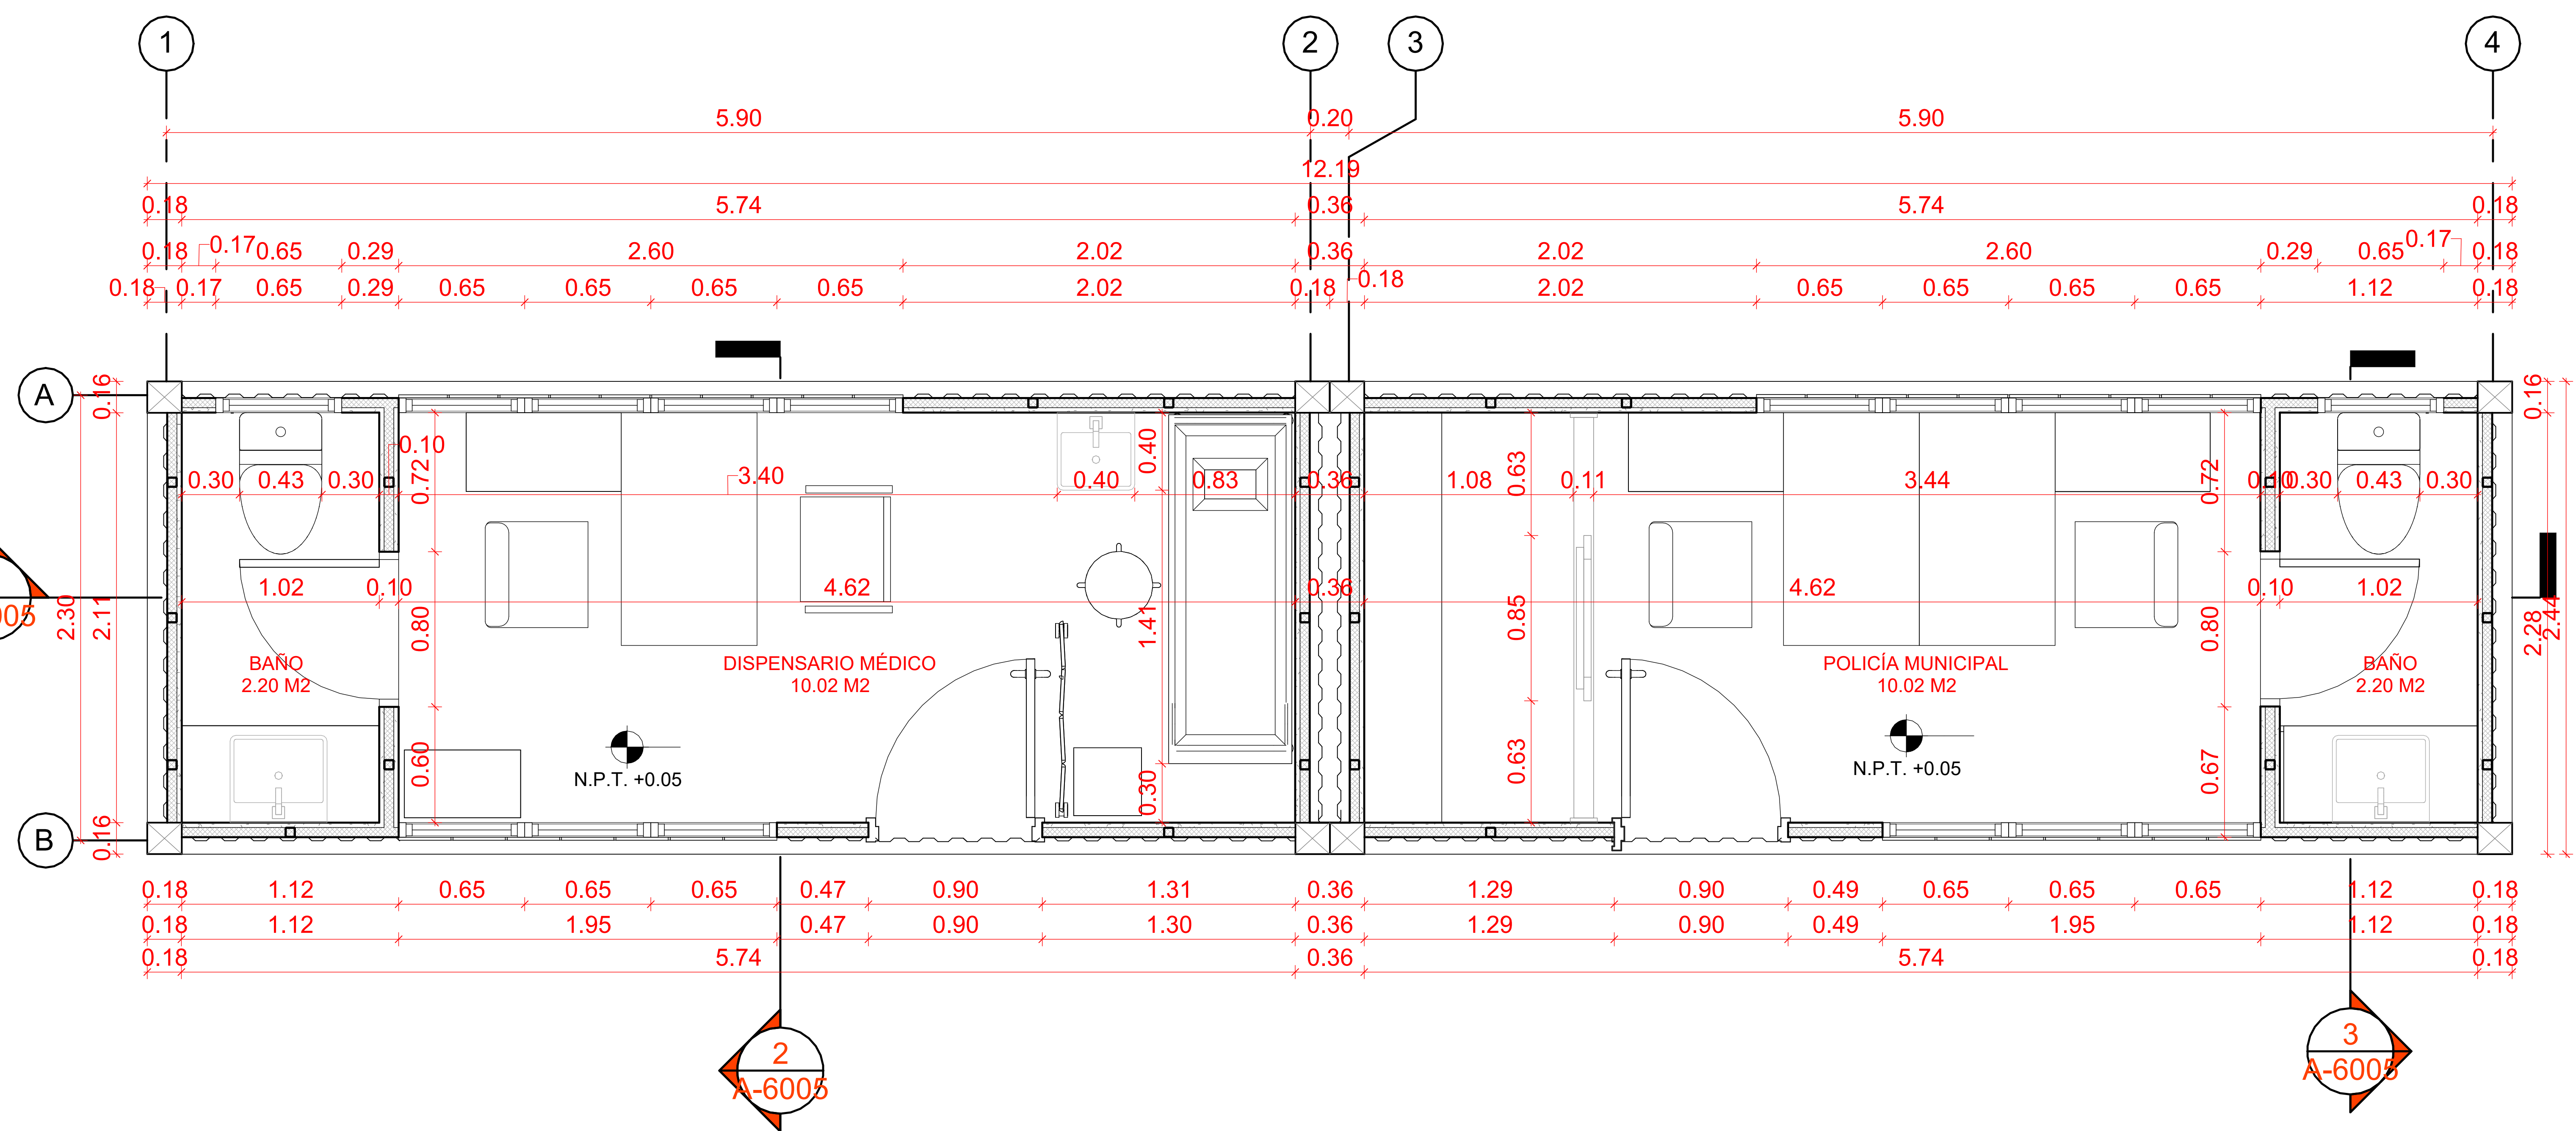 1 2 3 4
5.90 0.20 5.90
12.19
0.18 5.74 0.36 5.74 0.18
0.18 0.17 0.65 0.29 2.60 2.02 0.36 2.02 2.60 0.29 0.65 0.17 0.18
0.18 0.17 0.65 0.29 0.65 0.65 0.65 0.65 2.02 0.18 0.18 2.02 0.65 0.65 0.65 0.65 1.12 0.18
A 0.16 0.16
0.10 0.72 0.40 0.63 0.72
0.30 0.43 0.30 3.40 0.40 0.83 0.36 1.08 0.11 3.44 0.10 0.30 0.43 0.30
1.02 0.10 4.62 0.36 4.62 0.10 1.02
005 2.30 2.11 0.80 1.41 0.85 0.80 2.28 2.44
BAÑO
2.20 M2
DISPENSARIO MÉDICO
10.02 M2
POLICÍA MUNICIPAL
10.02 M2
BAÑO
2.20 M2
0.60 0.30 0.63 0.67
N.P.T. +0.05
N.P.T. +0.05
B 0.16
0.18 1.12 0.65 0.65 0.65 0.47 0.90 1.31 0.36 1.29 0.90 0.49 0.65 0.65 0.65 1.12 0.18
0.18 1.12 1.95 0.47 0.90 1.30 0.36 1.29 0.90 0.49 1.95 1.12 0.18
0.18 5.74 0.36 5.74 0.18
2
A-6005
3
A-6005